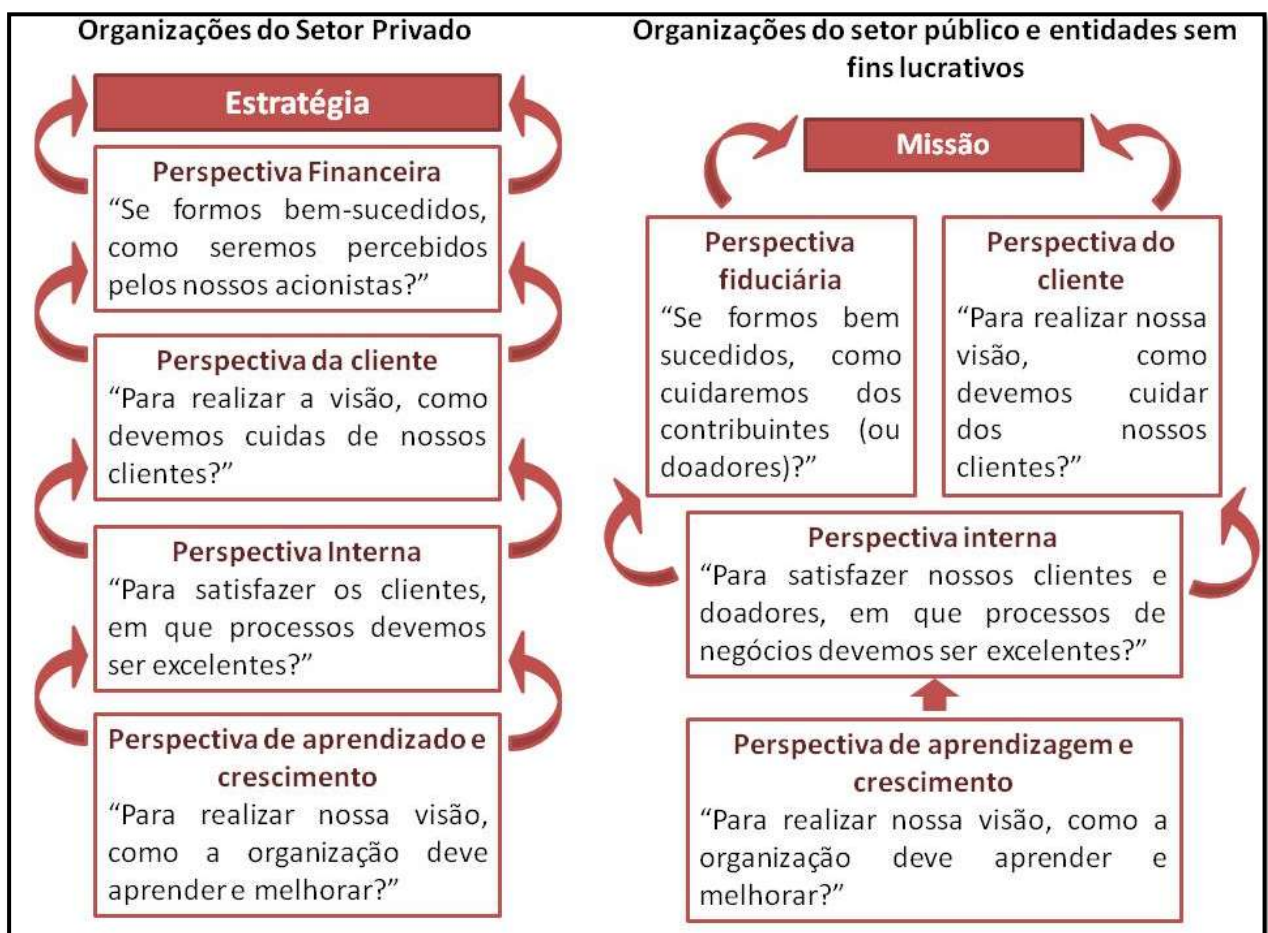 Organizações do Setor Privado
Estratégia
Perspectiva Financeira
“Se formos bem-sucedidos,
como seremos percebidos
pelos nossos acionistas?”
Perspectiva da cliente
“Para realizar a visão, como
devemos cuidas de nossos
clientes?”
Perspectiva Interna
“Para satisfazer os clientes,
em que processos devemos
ser excelentes?”
Perspectiva de aprendizado e
crescimento
“Para realizar nossa visão,
como a organização deve
aprender e melhorar?”
Organizações do setor público e entidades sem
fins lucrativos
Missão
Perspectiva
fiduciária
“Se formos bem
sucedidos, como
cuidaremos dos
contribuintes (ou
doadores)?”
Perspectiva do
cliente
“Para realizar nossa
visão, como
devemos cuidar
dos nossos
clientes?”
Perspectiva interna
“Para satisfazer nossos clientes e
doadores, em que processos de
negócios devemos ser excelentes?”
Perspectiva de aprendizagem e
crescimento
“Para realizar nossa visão, como a
organização deve aprender e
melhorar?”